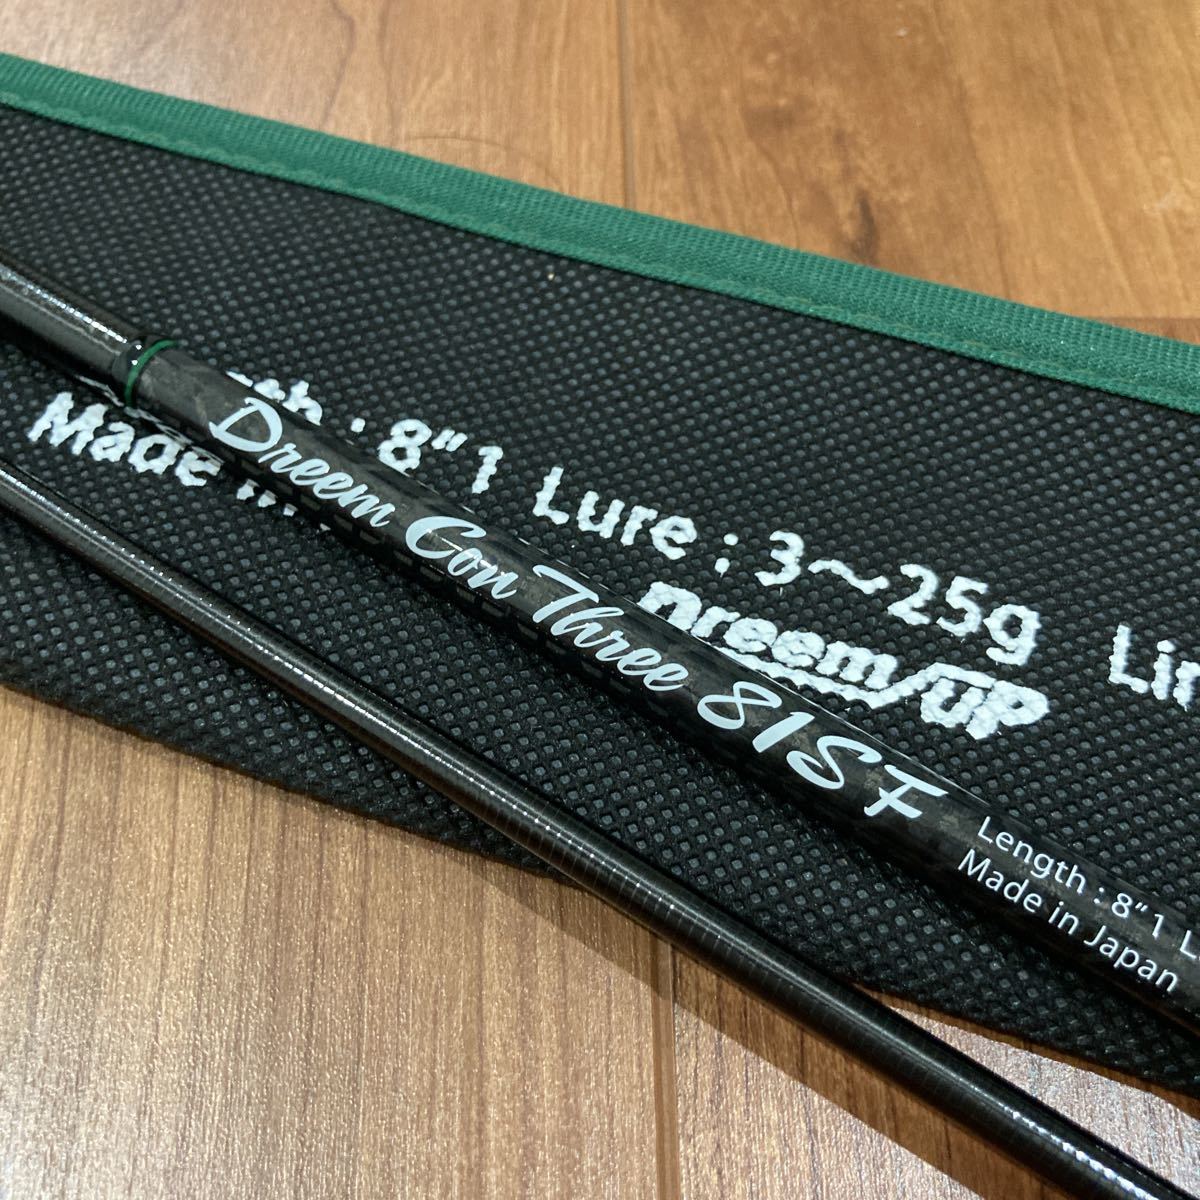 8"1 Lure : 3～25g
Made
Dreem/UP
Dreem Con Three 81SF
Length : 8"1
Made in Japan